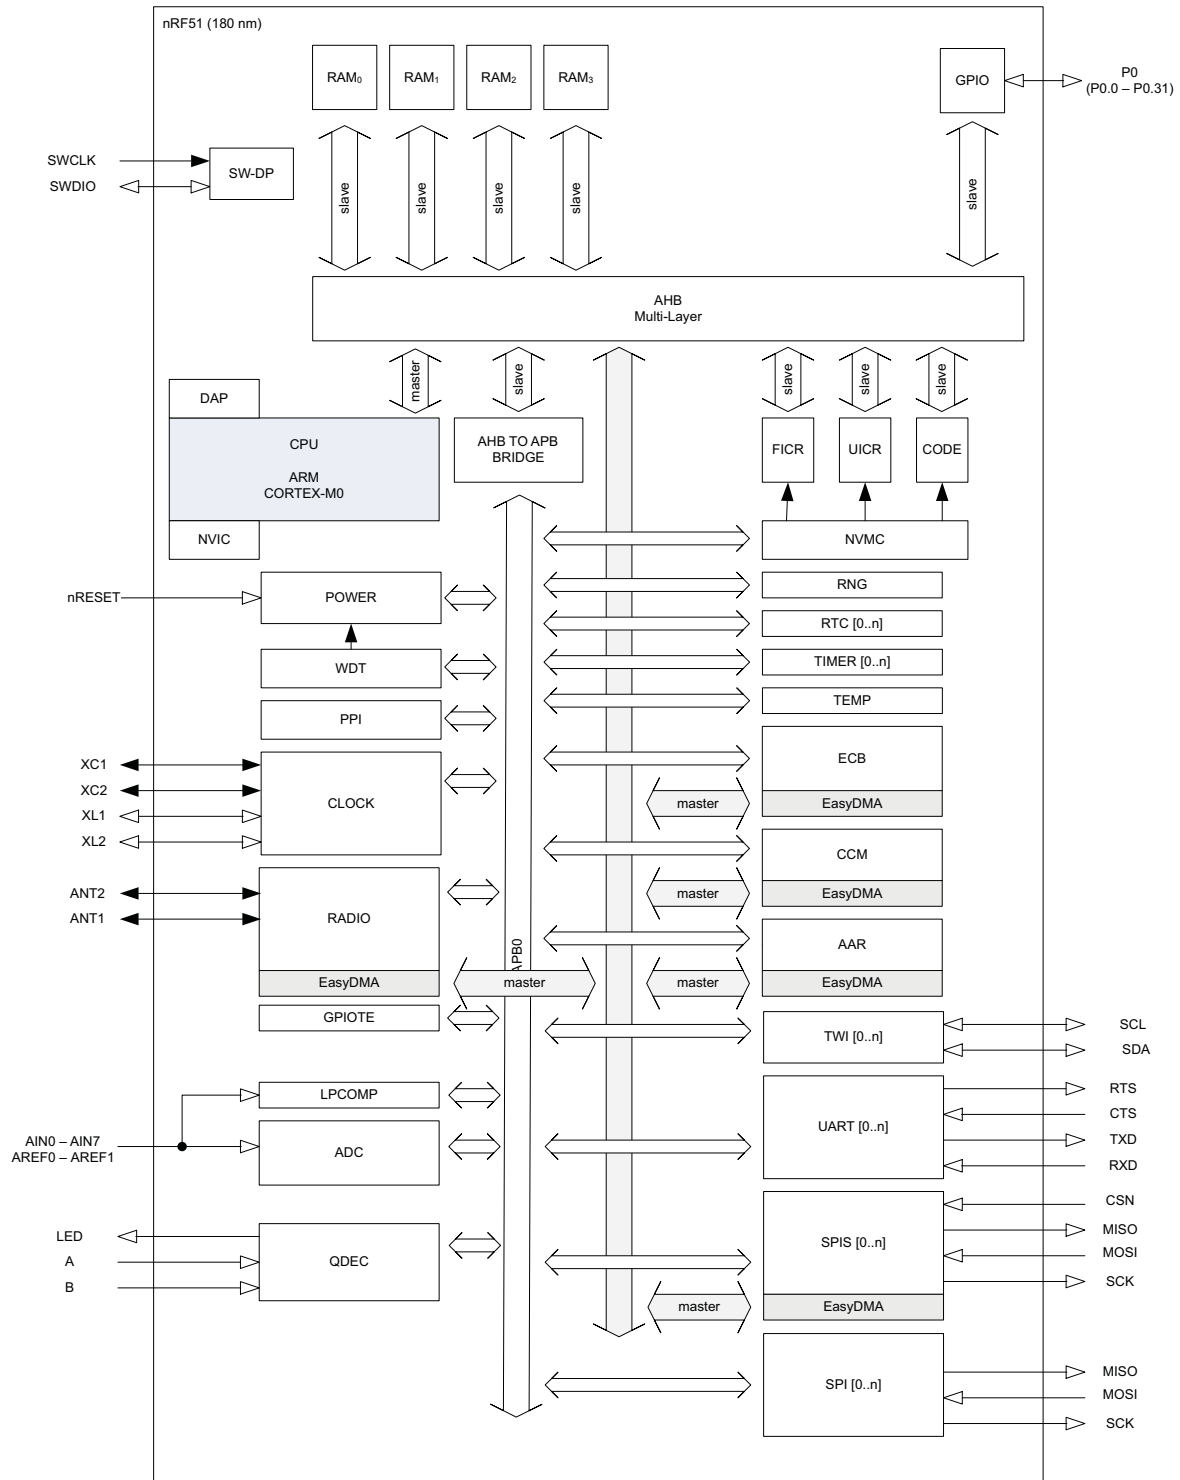 nRF51 (180 nm)
RAM0
RAM1
RAM2
RAM3
GPIO
P0
(P0.0 – P0.31)
SWCLK
SWDIO
SW-DP
slave
slave
slave
slave
slave
AHB
Multi-Layer
master
slave
slave
slave
slave
DAP
CPU
ARM
CORTEX-M0
NVIC
AHB TO APB
BRIDGE
FICR
UICR
CODE
NVMC
nRESET
POWER
RNG
RTC [0..n]
WDT
TIMER [0..n]
PPI
TEMP
XC1
XC2
XL1
XL2
CLOCK
ECB
master
EasyDMA
CCM
master
EasyDMA
ANT2
ANT1
RADIO
EasyDMA
APB0
master
AAR
master
EasyDMA
GPIOTE
TWI [0..n]
SCL
SDA
LPCOMP
AIN0 – AIN7
AREF0 – AREF1
ADC
UART [0..n]
RTS
CTS
TXD
RXD
LED
A
B
QDEC
SPIS [0..n]
CSN
MISO
MOSI
SCK
master
EasyDMA
SPI [0..n]
MISO
MOSI
SCK